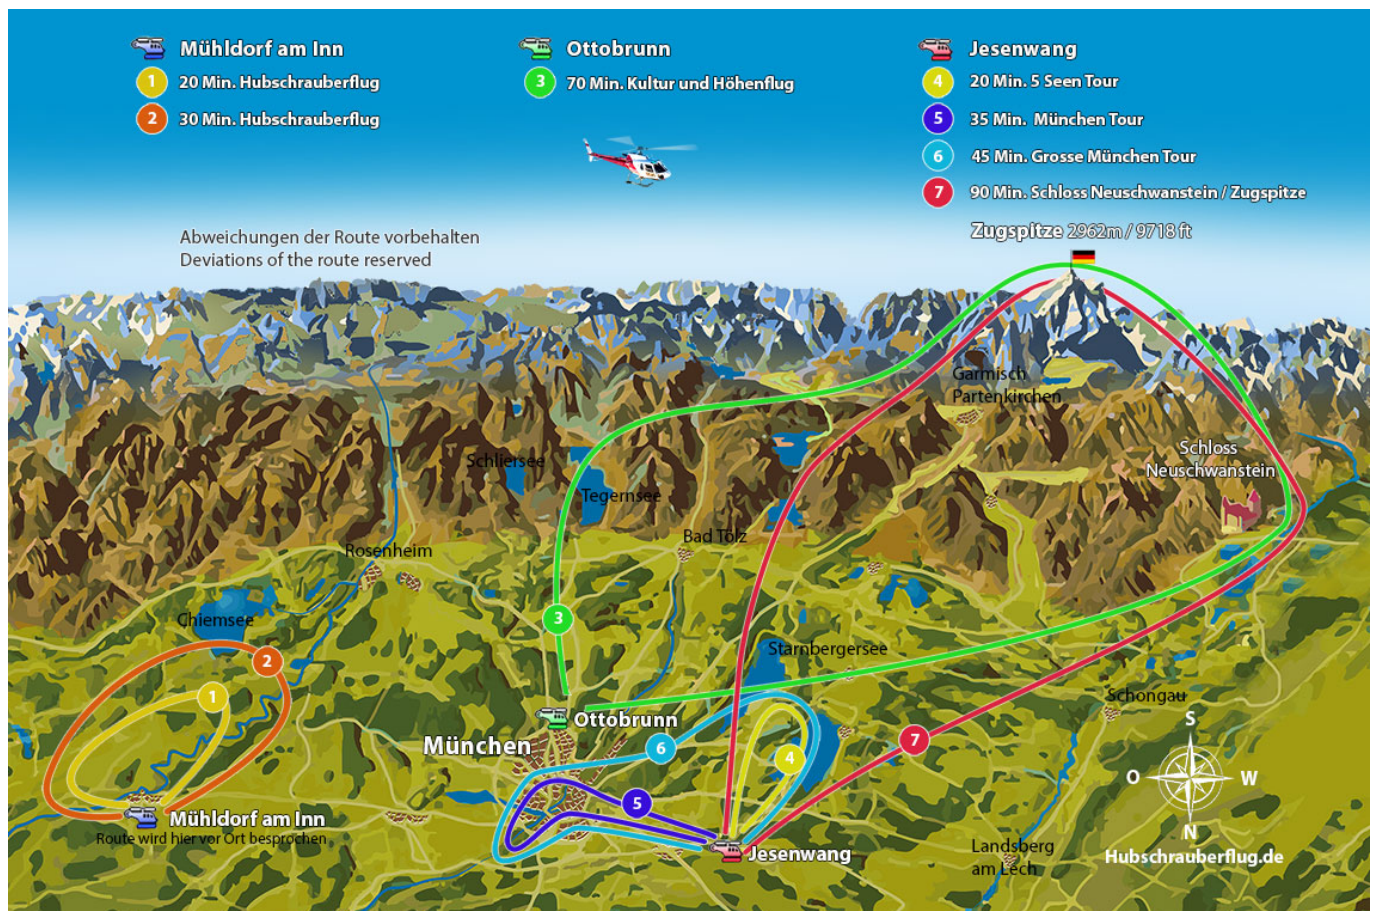 Mühldorf am Inn
1 20 Min. Hubschrauberflug
2 30 Min. Hubschrauberflug
Ottobrunn
3 70 Min. Kultur und Höhenflug
Jesenwang
4 20 Min. 5 Seen Tour
5 35 Min. München Tour
6 45 Min. Grosse München Tour
7 90 Min. Schloss Neuschwanstein / Zugspitze
Zugspitze 2962m / 9718 ft
Abweichungen der Route vorbehalten
Deviations of the route reserved
Garmisch
Partenkirchen
Schloss
Neuschwanstein
Schliersee
Tegernsee
Bad Tölz
Rosenheim
Chiemsee
3
2
1
Starnbergersee
Schongau
Ottobrunn
München
6
4
7
5
S
O
W
N
Mühldorf am Inn
Route wird hier vor Ort besprochen
Jesenwang
Landsberg
am Lech
Hubschrauberflug.de